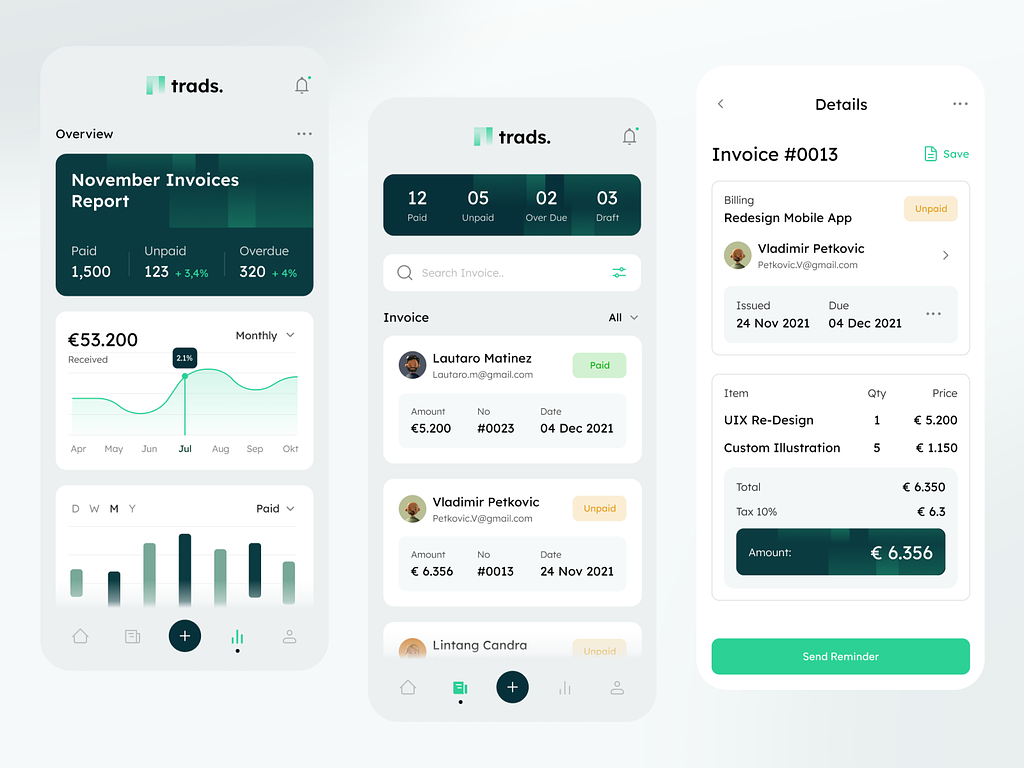 trads.
Overview
November Invoices
Report
Paid Unpaid Overdue
1,500 123 + 3,4% 320 + 4%
€53.200 Monthly
Received
2.1%
Apr May Jun Jul Aug Sep Okt
D W M Y Paid
trads.
12 05 02 03
Paid Unpaid Over Due Draft
Search Invoice..
Invoice All
Lautaro Matinez
Lautaro.m@gmail.com
Paid
Amount No Date
€5.200 #0023 04 Dec 2021
Vladimir Petkovic
Petkovic.V@gmail.com
Unpaid
Amount No Date
€ 6.356 #0013 24 Nov 2021
Lintang Candra
Unpaid
Details
Invoice #0013 Save
Billing
Redesign Mobile App
Unpaid
Vladimir Petkovic
Petkovic.V@gmail.com
Issued Due
24 Nov 2021 04 Dec 2021
Item Qty Price
UIX Re-Design 1 € 5.200
Custom Illustration 5 € 1.150
Total € 6.350
Tax 10% € 6.3
Amount: € 6.356
Send Reminder